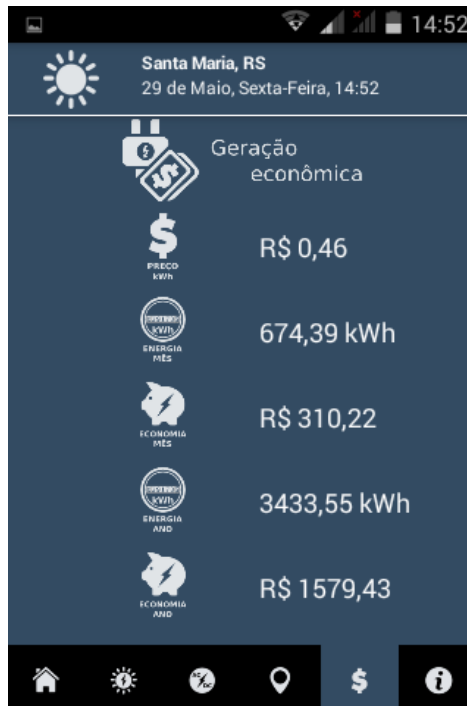 14:52
Santa Maria, RS
29 de Maio, Sexta-Feira, 14:52
Geração
econômica
PREÇO
kWh
R$ 0,46
kWh
ENERGIA
MÊS
674,39 kWh
ECONOMIA
MÊS
R$ 310,22
kWh
ENERGIA
ANO
3433,55 kWh
ECONOMIA
ANO
R$ 1579,43
AC
DC
$